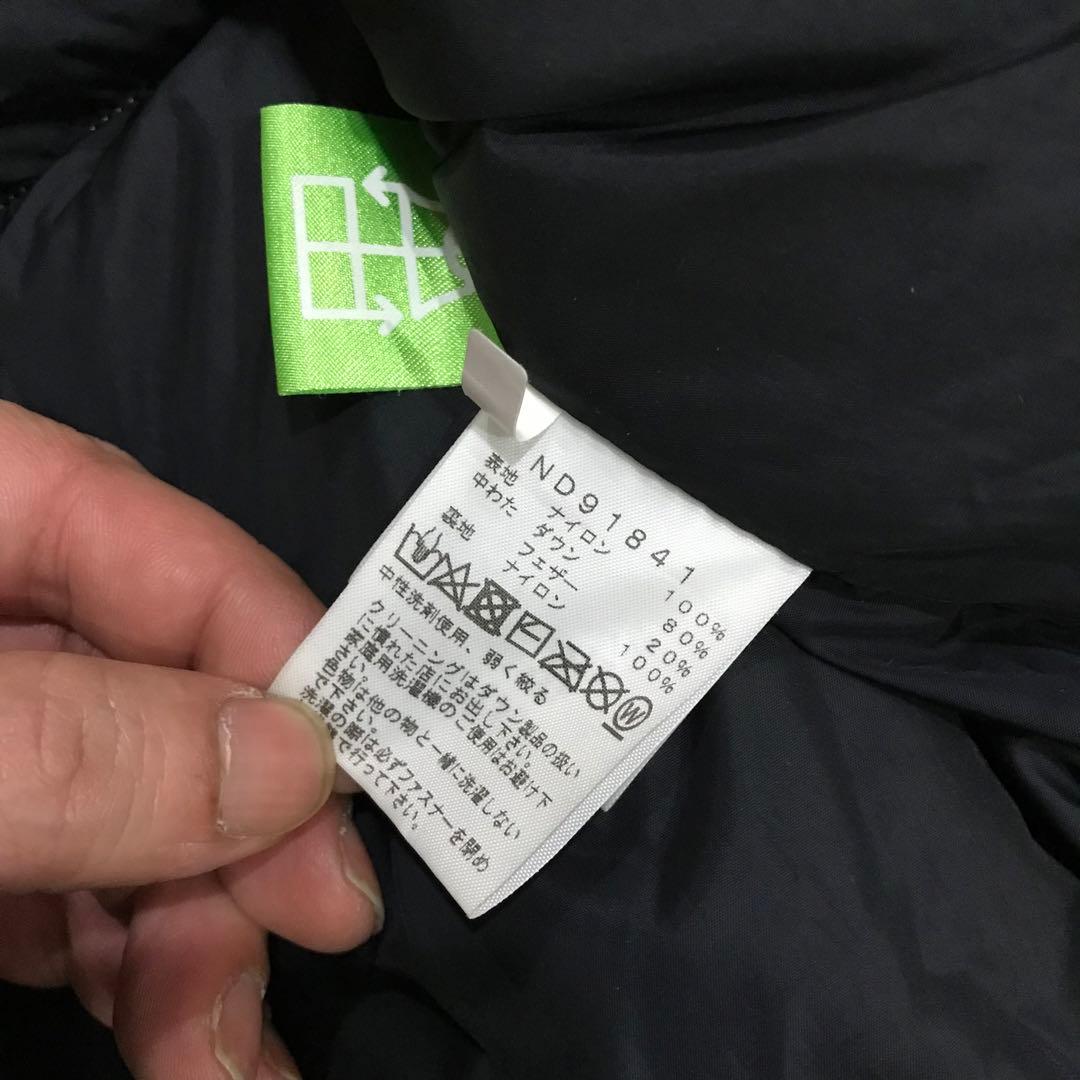 ND91841
表地 ナイロン 100%
中わた ダウン 80%
フェザー 20%
裏地 ナイロン 100%
W
中性洗剤使用、弱く絞る
クリーニングはダウン製品の扱い
に慣れた店にお出し下さい。
家庭用洗濯機のご使用はお避け下
さい。
色物は他の物と一緒に洗濯しない
で下さい。
洗濯の際は必ずファスナーを閉め
て行って下さい。